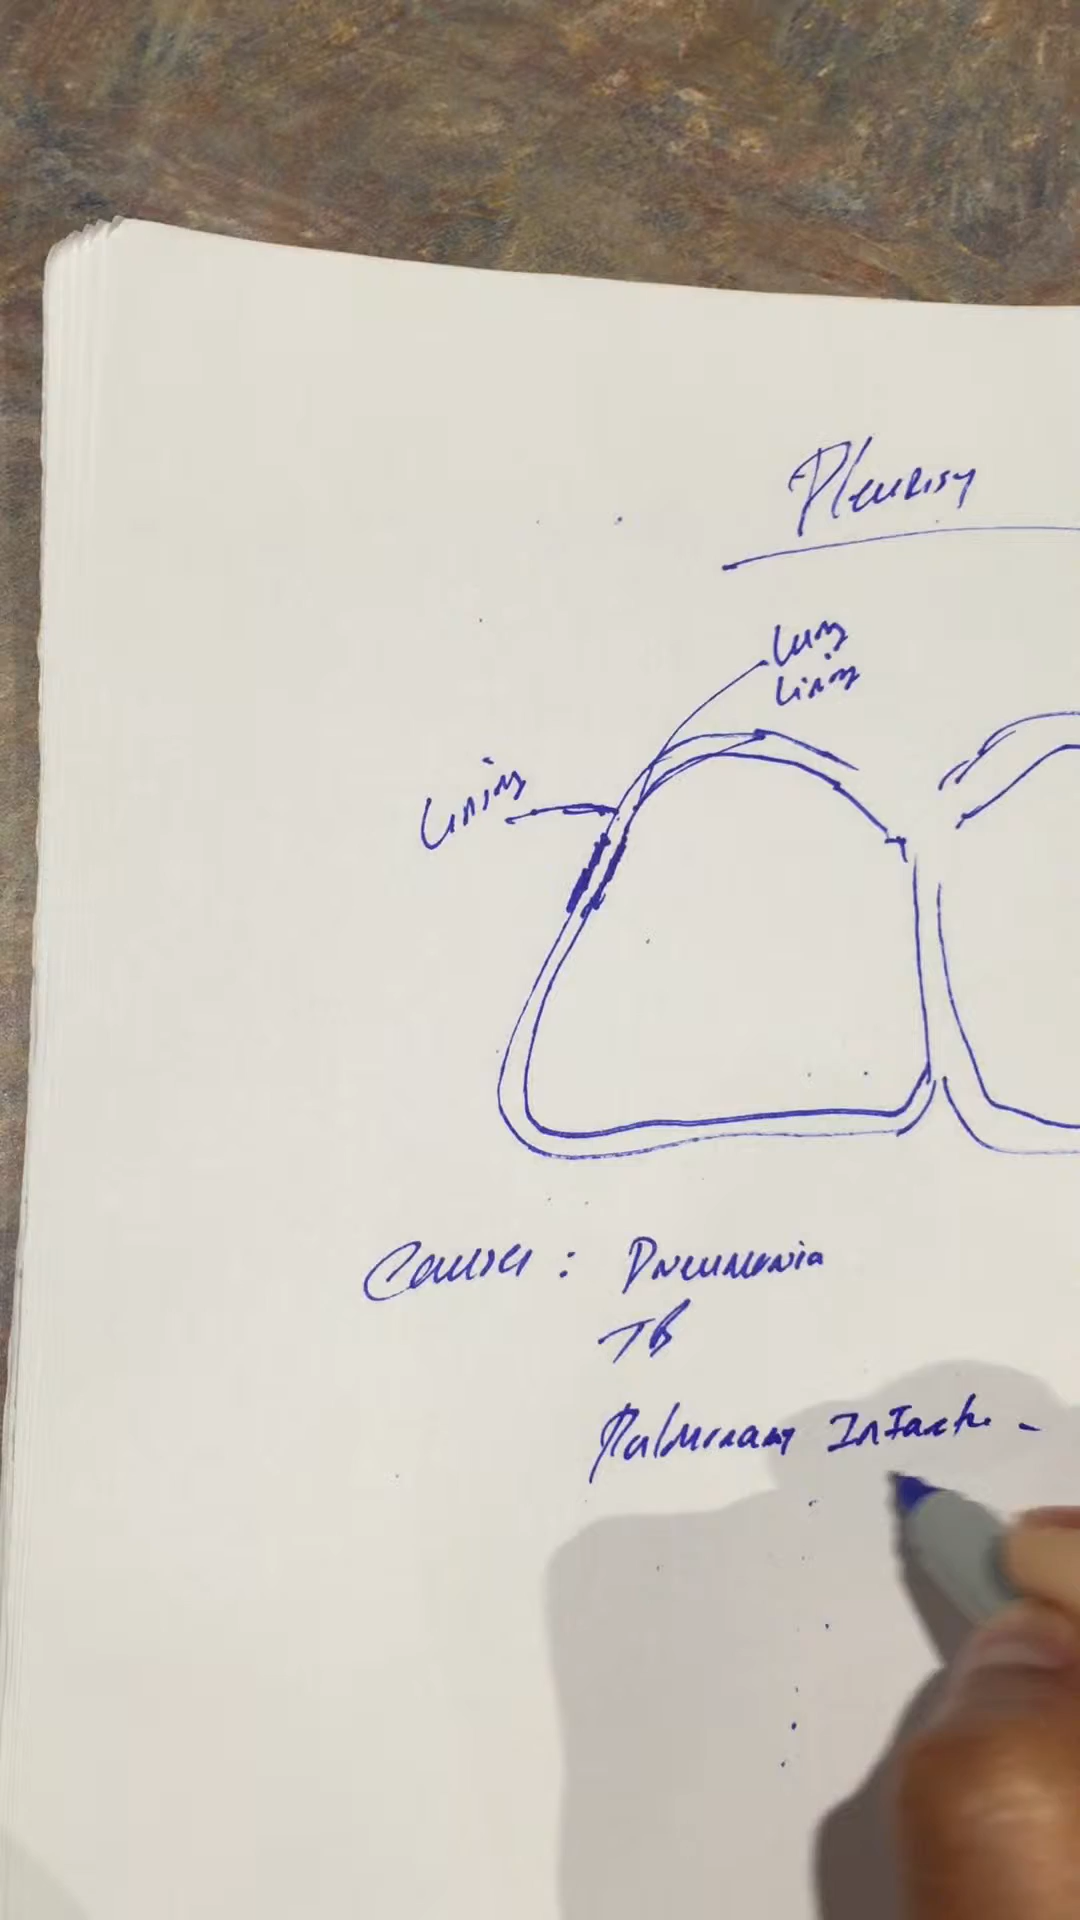 Pleurisy
Lung
Lining
Lining
Causes : Pneumonia
TB
Pulmonary Infarct. -